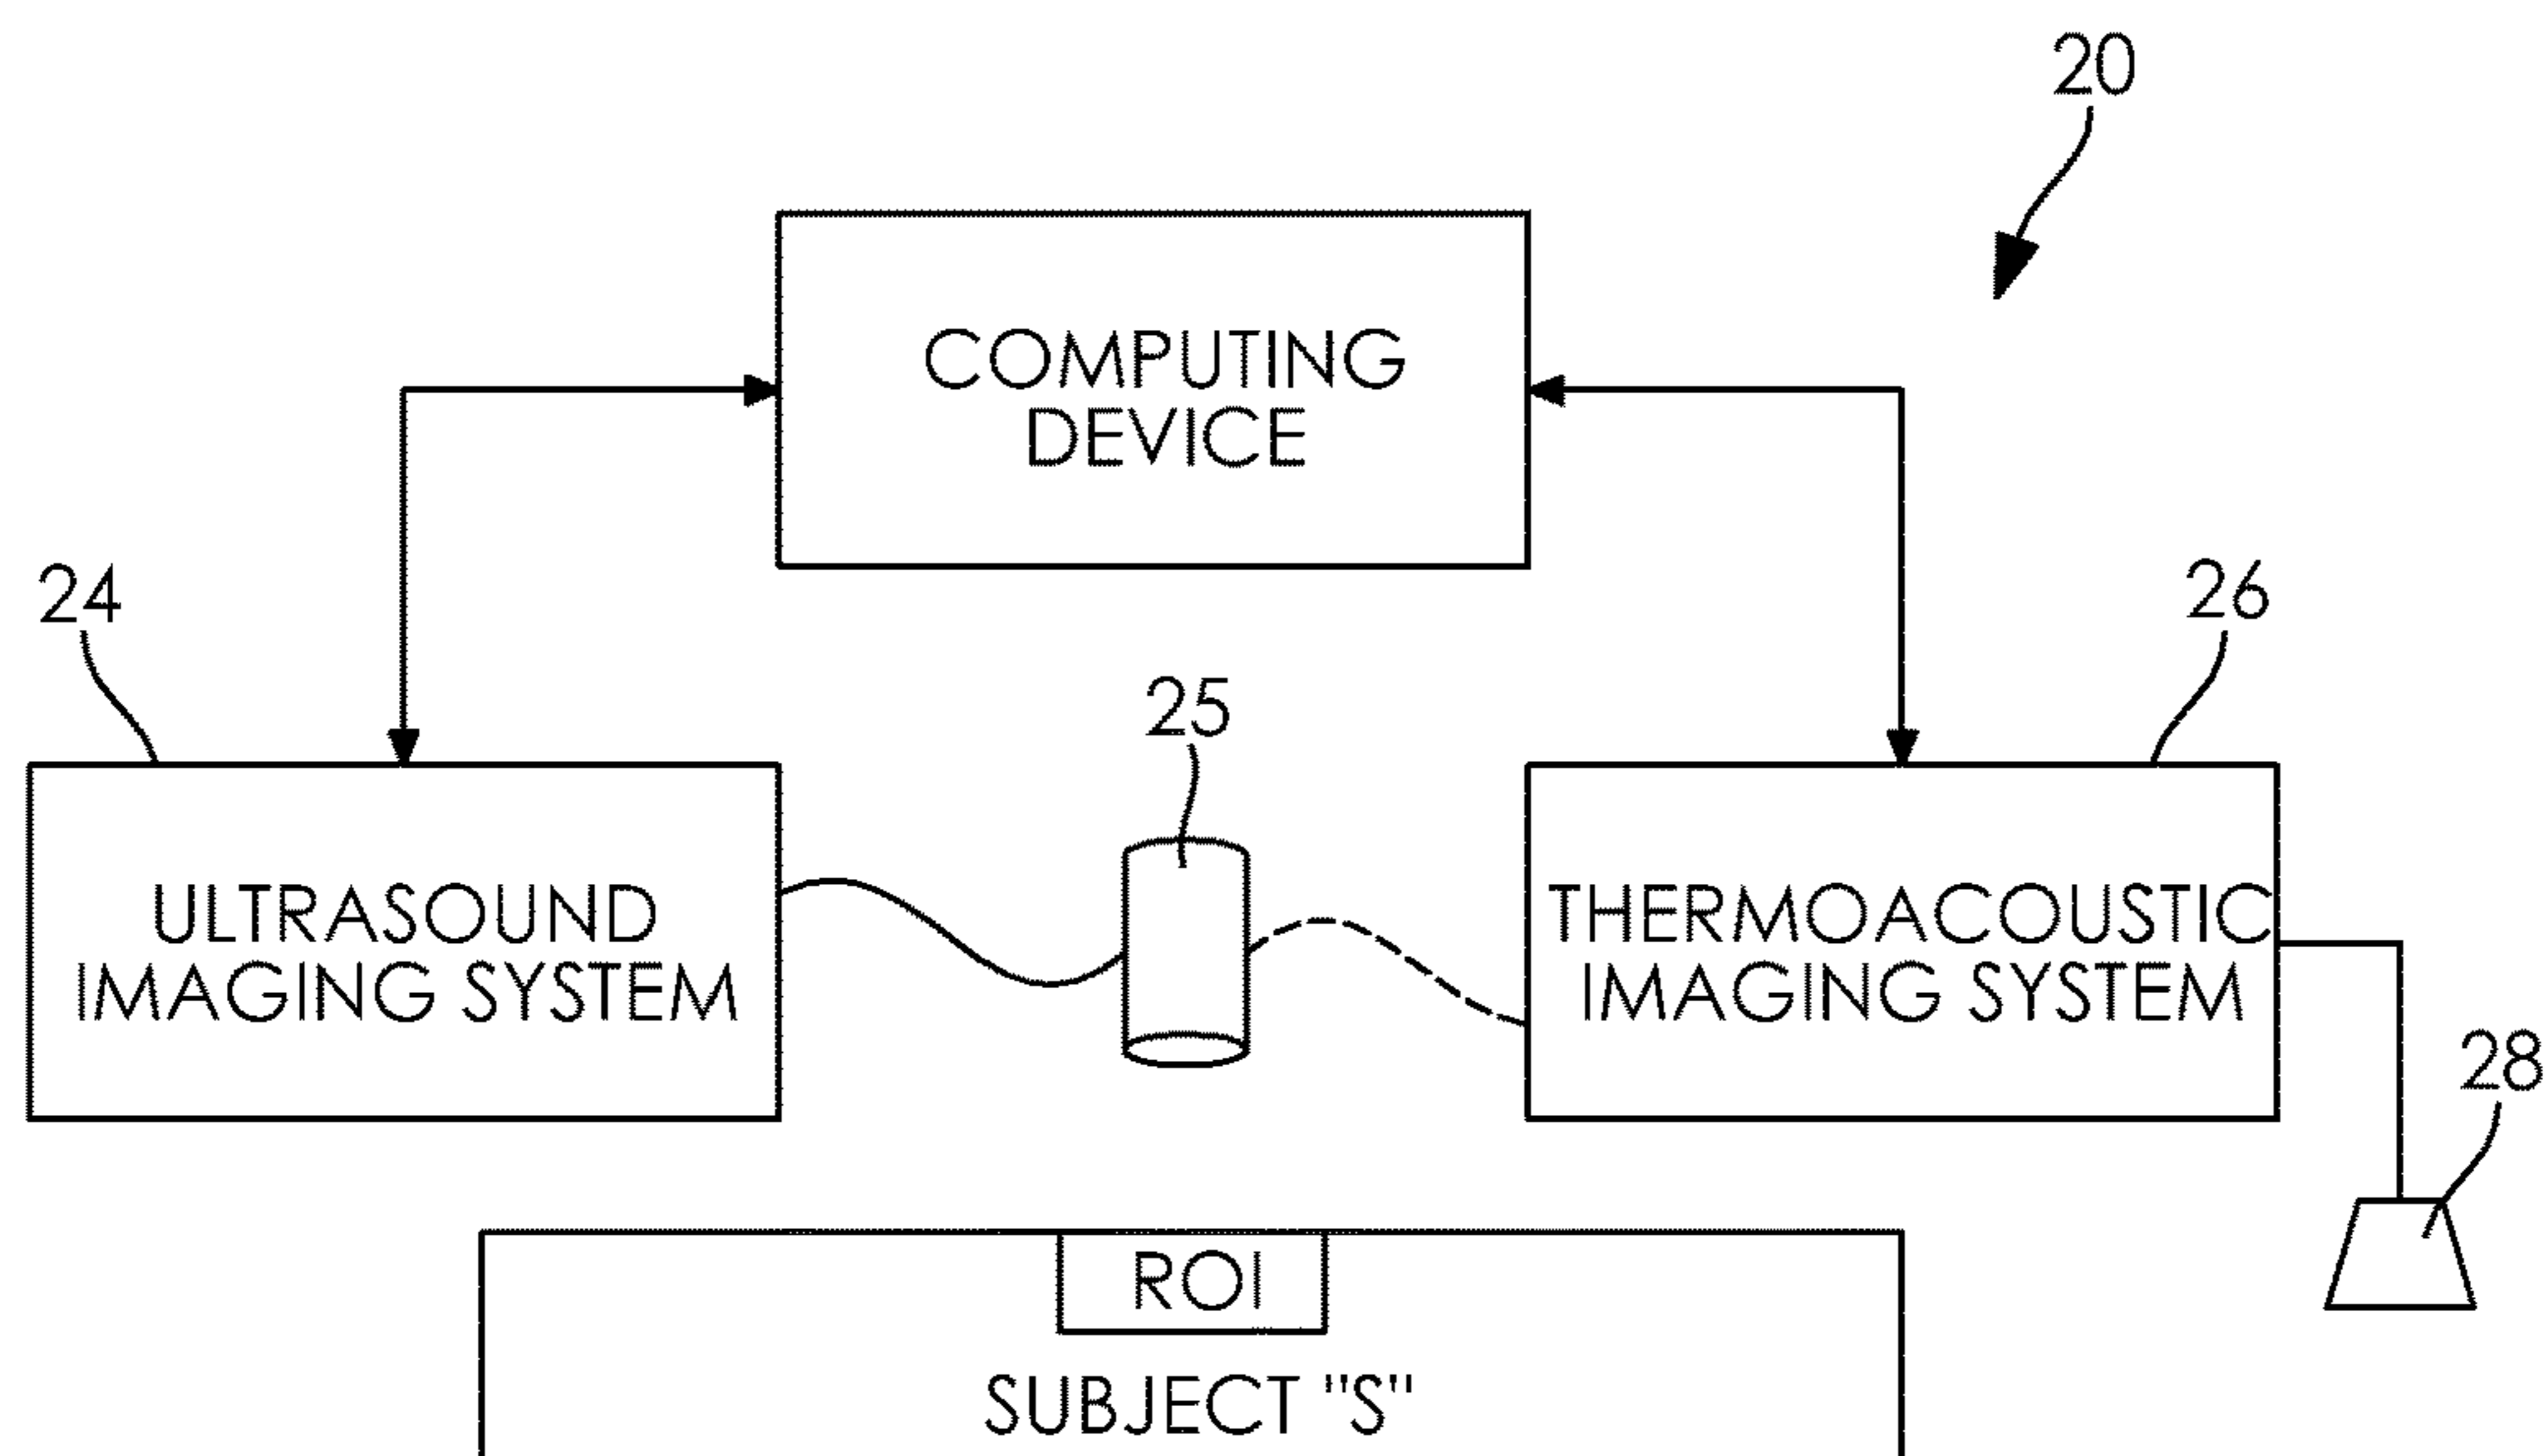 20
COMPUTING
DEVICE
24
26
25
ULTRASOUND
IMAGING SYSTEM
THERMOACOUSTIC
IMAGING SYSTEM
28
ROI
SUBJECT "S"